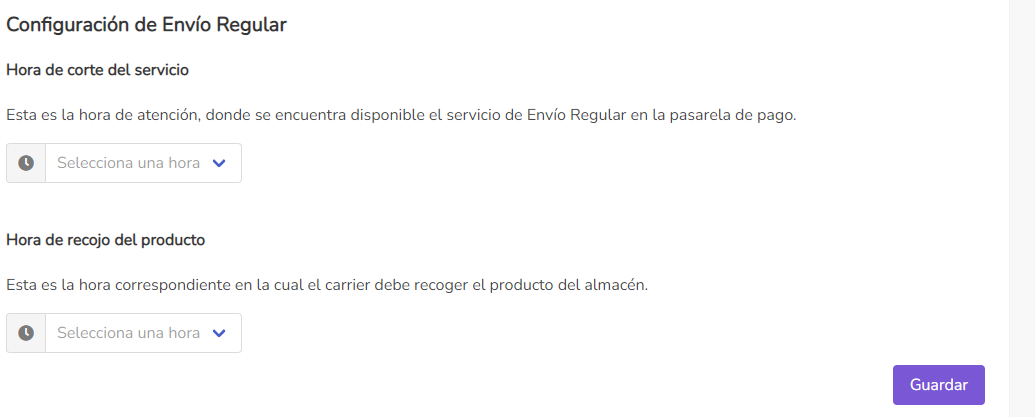 Configuración de Envío Regular
Hora de corte del servicio
Esta es la hora de atención, donde se encuentra disponible el servicio de Envío Regular en la pasarela de pago.
Selecciona una hora
Hora de recojo del producto
Esta es la hora correspondiente en la cual el carrier debe recoger el producto del almacén.
Selecciona una hora
Guardar